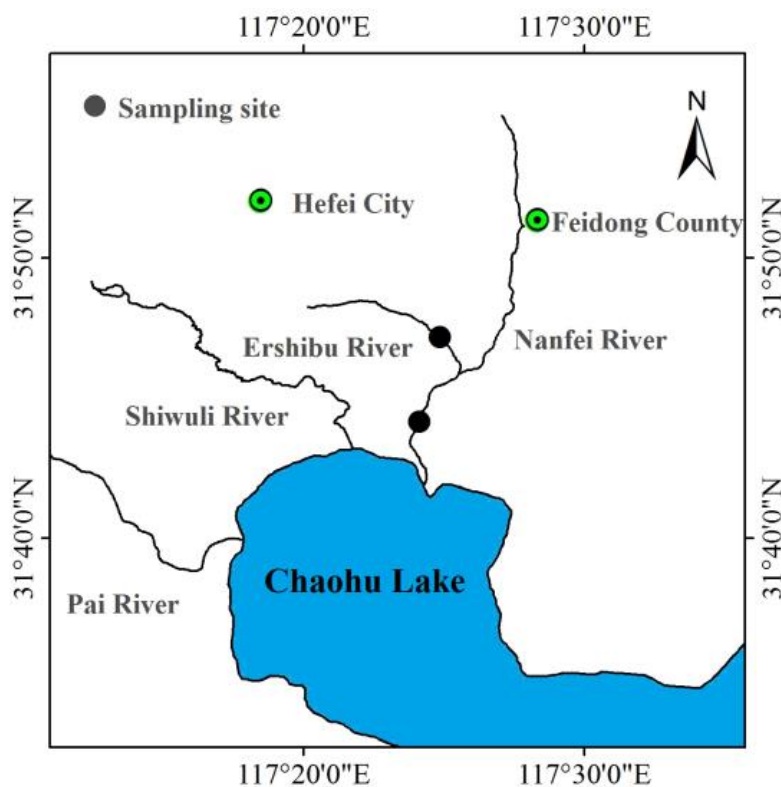 117°20'0"E 117°30'0"E
Sampling site
N
Hefei City
Feidong County
31°50'0"N 31°50'0"N
Ershibu River
Nanfei River
Shiwuli River
31°40'0"N 31°40'0"N
Chaohu Lake
Pai River
117°20'0"E 117°30'0"E